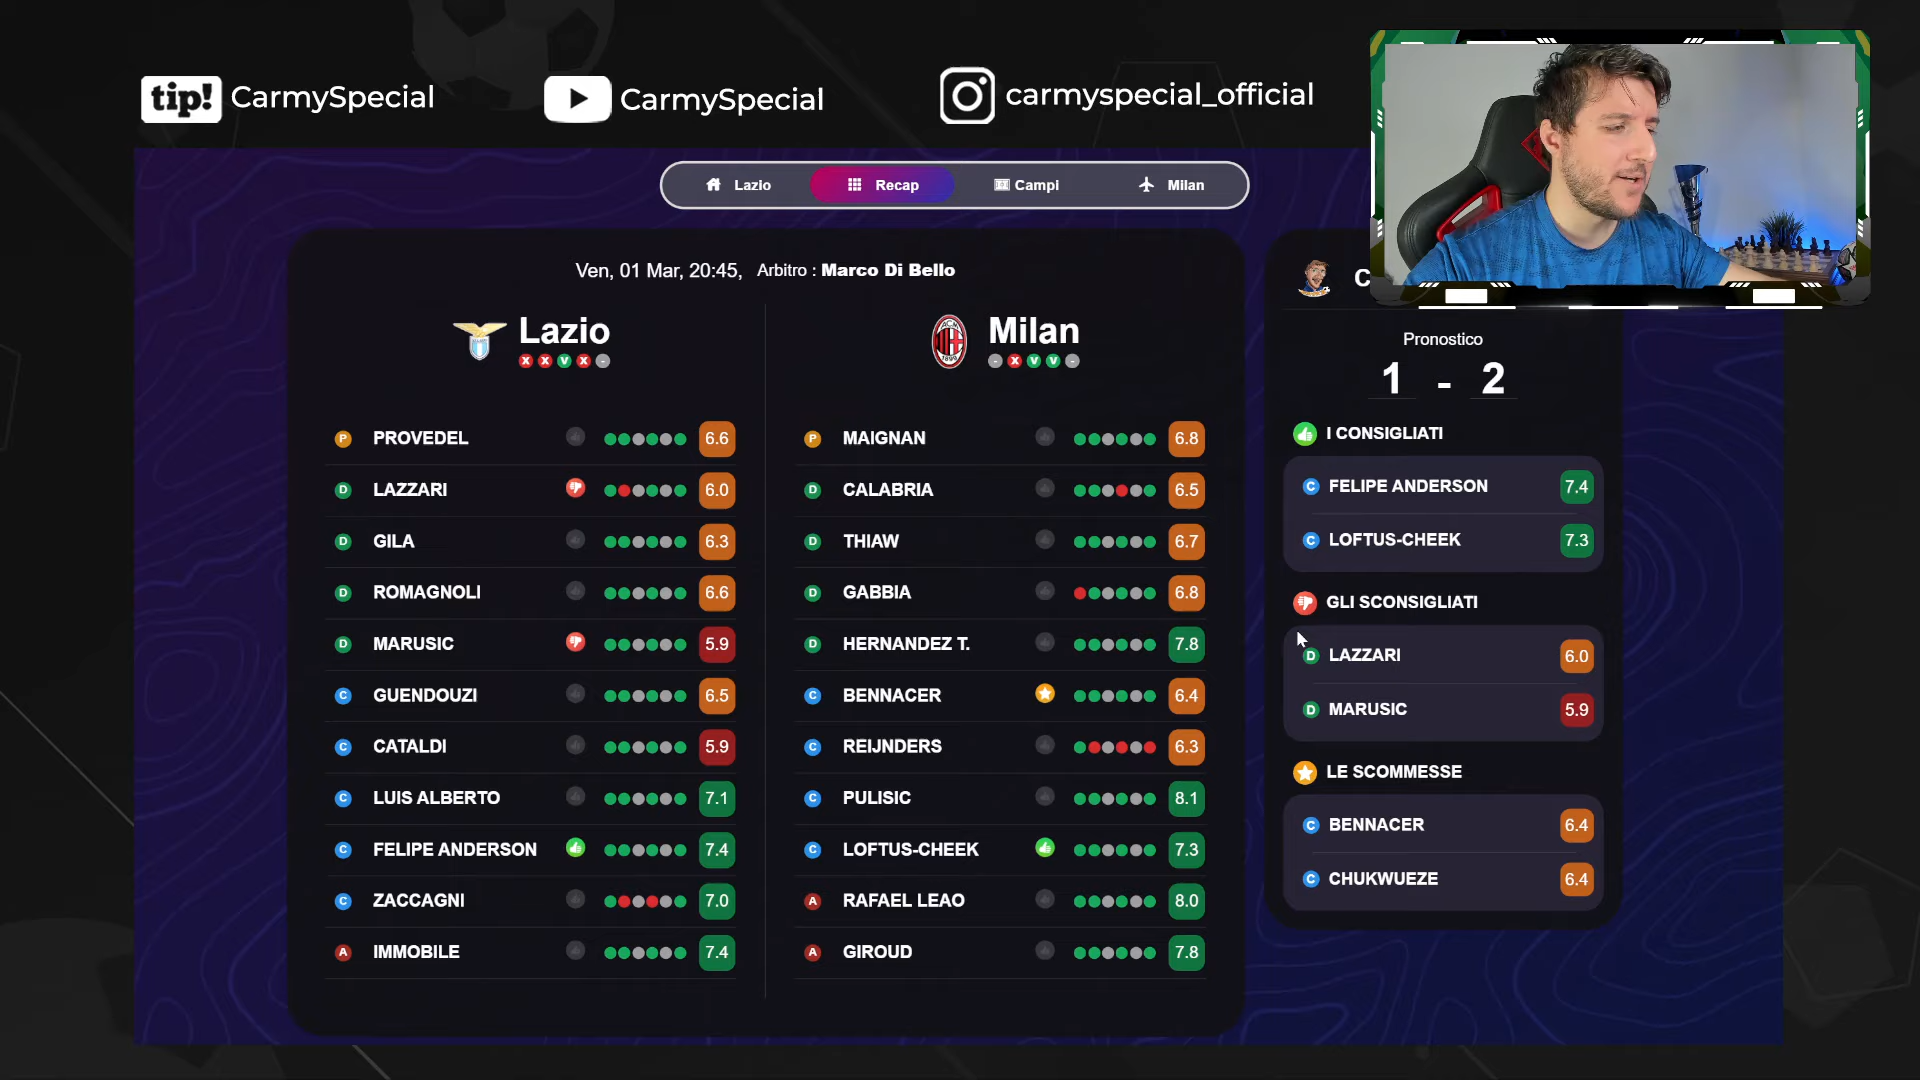 tip! CarmySpecial
CarmySpecial
carmyspecial_official
Lazio
Recap
Campi
Milan
Ven, 01 Mar, 20:45, Arbitro : Marco Di Bello
Lazio
X X V X -
Milan
- X V V -
P PROVEDEL 6.6
D LAZZARI 6.0
D GILA 6.3
D ROMAGNOLI 6.6
D MARUSIC 5.9
C GUENDOUZI 6.5
C CATALDI 5.9
C LUIS ALBERTO 7.1
C FELIPE ANDERSON 7.4
C ZACCAGNI 7.0
A IMMOBILE 7.4
P MAIGNAN 6.8
D CALABRIA 6.5
D THIAW 6.7
D GABBIA 6.8
D HERNANDEZ T. 7.8
C BENNACER 6.4
C REIJNDERS 6.3
C PULISIC 8.1
C LOFTUS-CHEEK 7.3
A RAFAEL LEAO 8.0
A GIROUD 7.8
Pronostico
1 - 2
I CONSIGLIATI
C FELIPE ANDERSON 7.4
C LOFTUS-CHEEK 7.3
GLI SCONSIGLIATI
D LAZZARI 6.0
D MARUSIC 5.9
LE SCOMMESSE
C BENNACER 6.4
C CHUKWUEZE 6.4